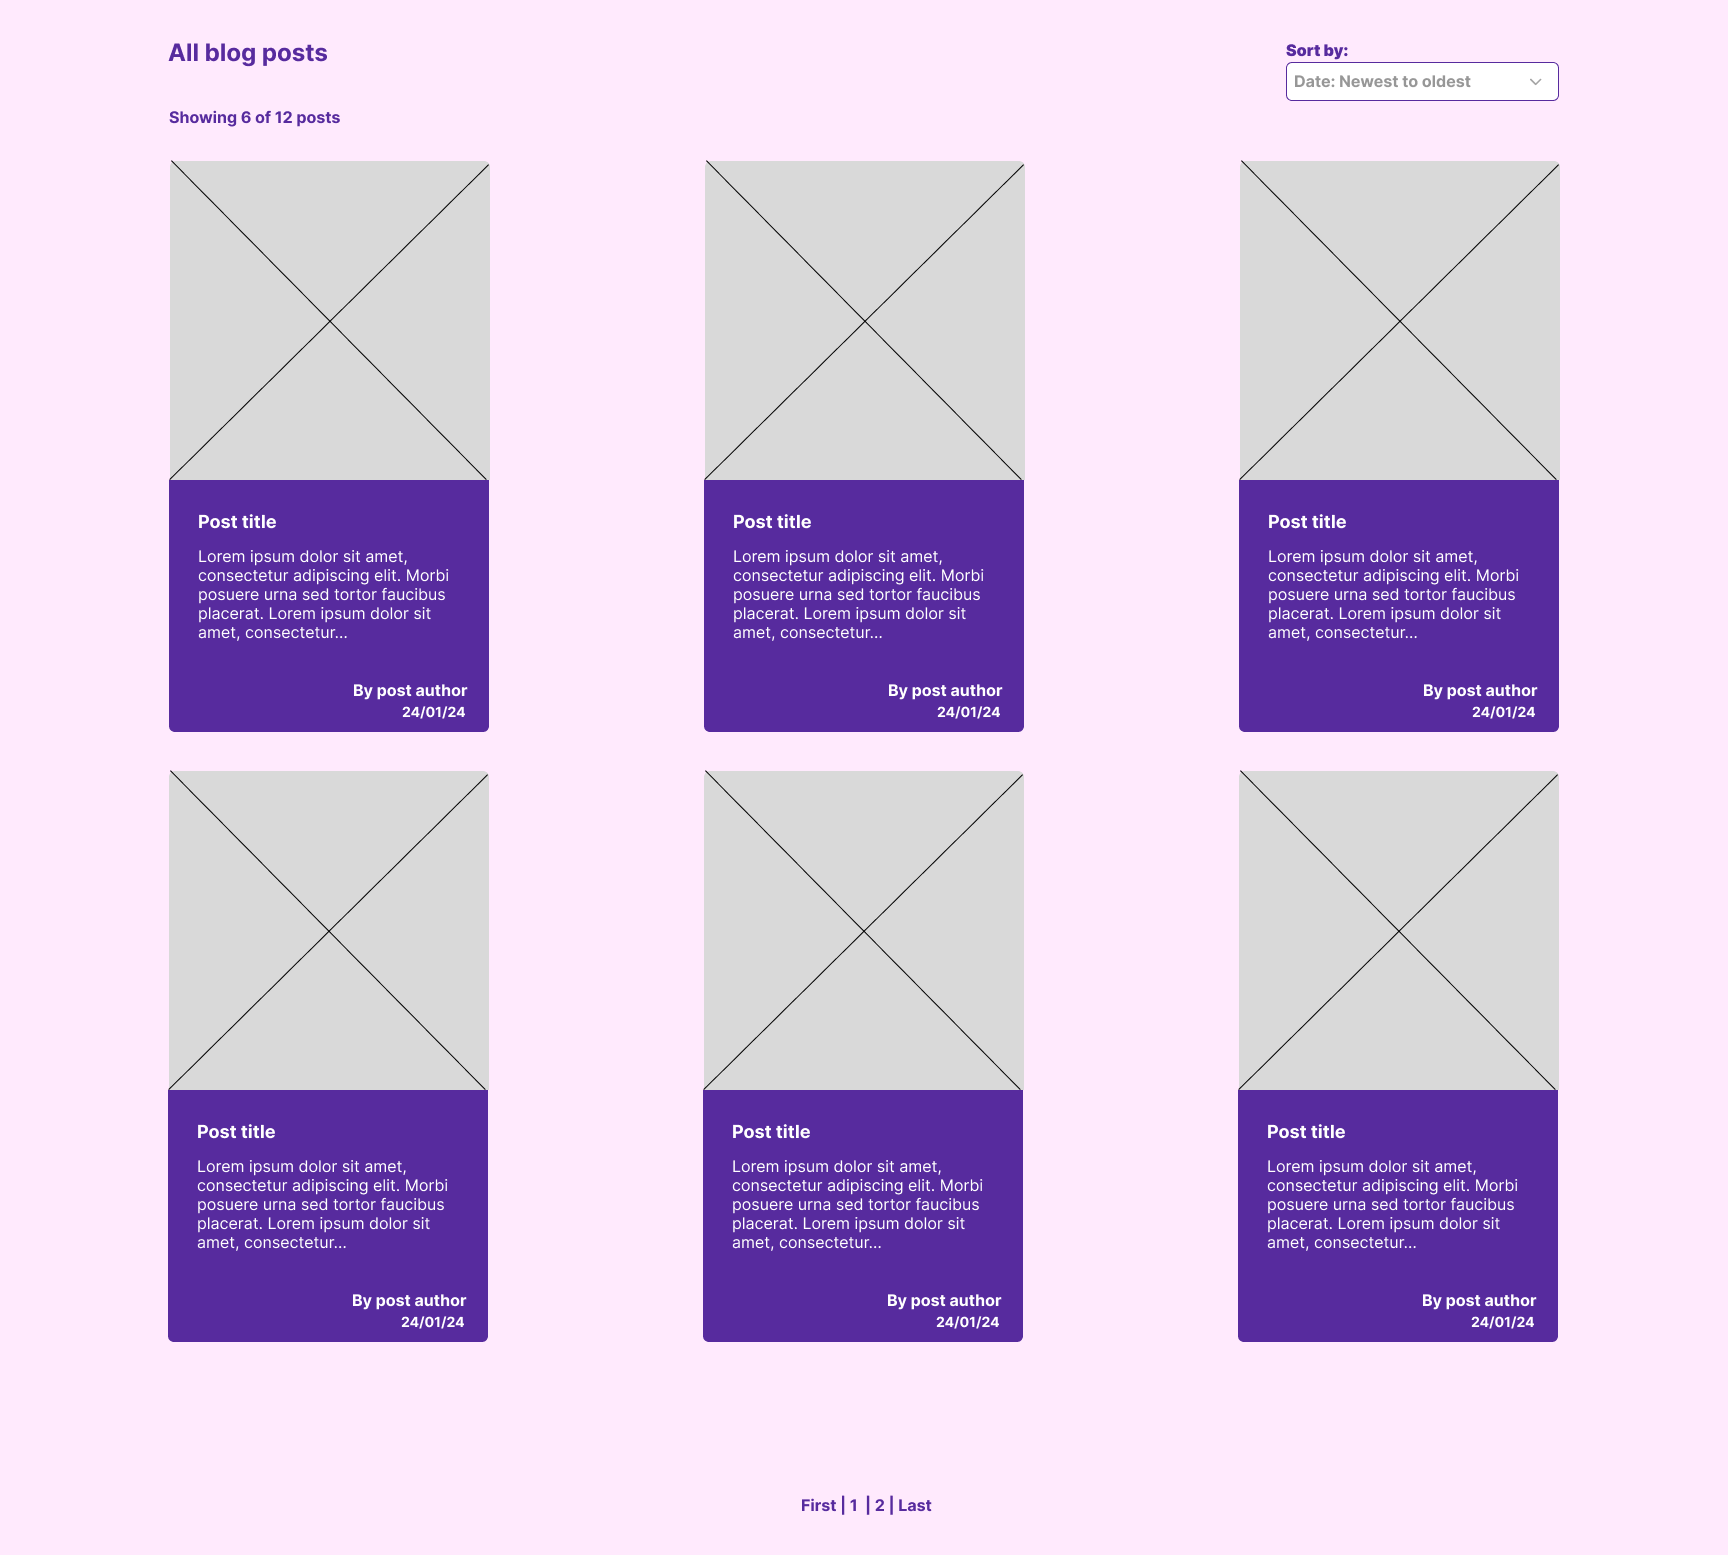 All blog posts
Sort by:
Date: Newest to oldest
Showing 6 of 12 posts
Post title
Lorem ipsum dolor sit amet,
consectetur adipiscing elit. Morbi
posuere urna sed tortor faucibus
placerat. Lorem ipsum dolor sit
amet, consectetur...
By post author
24/01/24
Post title
Lorem ipsum dolor sit amet,
consectetur adipiscing elit. Morbi
posuere urna sed tortor faucibus
placerat. Lorem ipsum dolor sit
amet, consectetur...
By post author
24/01/24
Post title
Lorem ipsum dolor sit amet,
consectetur adipiscing elit. Morbi
posuere urna sed tortor faucibus
placerat. Lorem ipsum dolor sit
amet, consectetur...
By post author
24/01/24
Post title
Lorem ipsum dolor sit amet,
consectetur adipiscing elit. Morbi
posuere urna sed tortor faucibus
placerat. Lorem ipsum dolor sit
amet, consectetur...
By post author
24/01/24
Post title
Lorem ipsum dolor sit amet,
consectetur adipiscing elit. Morbi
posuere urna sed tortor faucibus
placerat. Lorem ipsum dolor sit
amet, consectetur...
By post author
24/01/24
Post title
Lorem ipsum dolor sit amet,
consectetur adipiscing elit. Morbi
posuere urna sed tortor faucibus
placerat. Lorem ipsum dolor sit
amet, consectetur...
By post author
24/01/24
First | 1 | 2 | Last